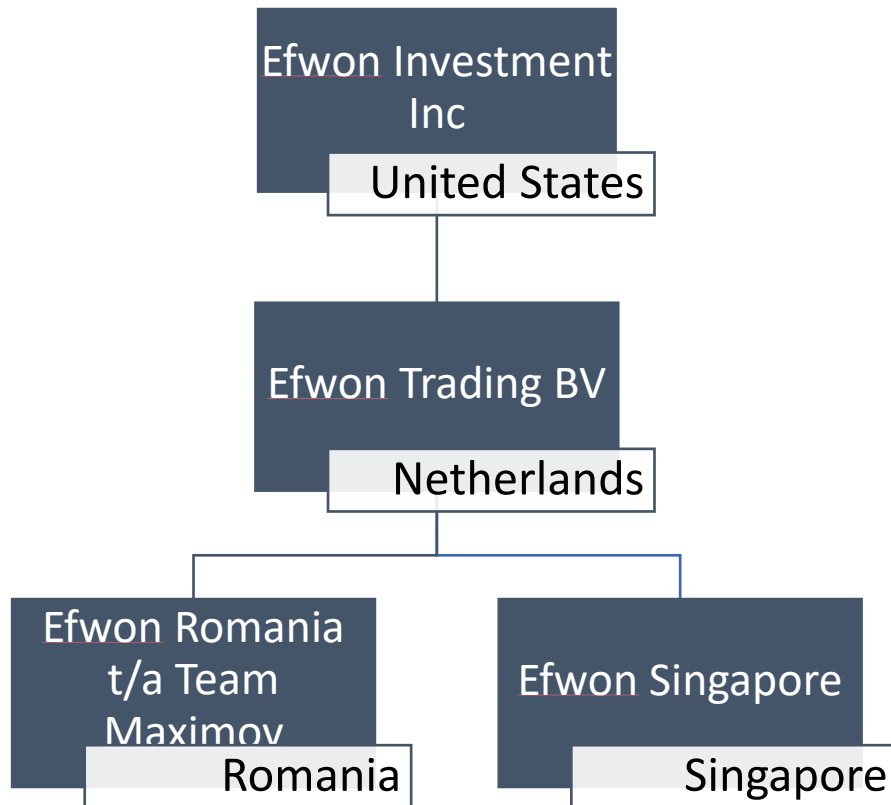 Efwon Investment
Inc
United States
Efwon Trading BV
Netherlands
Efwon Romania
t/a Team
Maximov
Romania
Efwon Singapore
Singapore